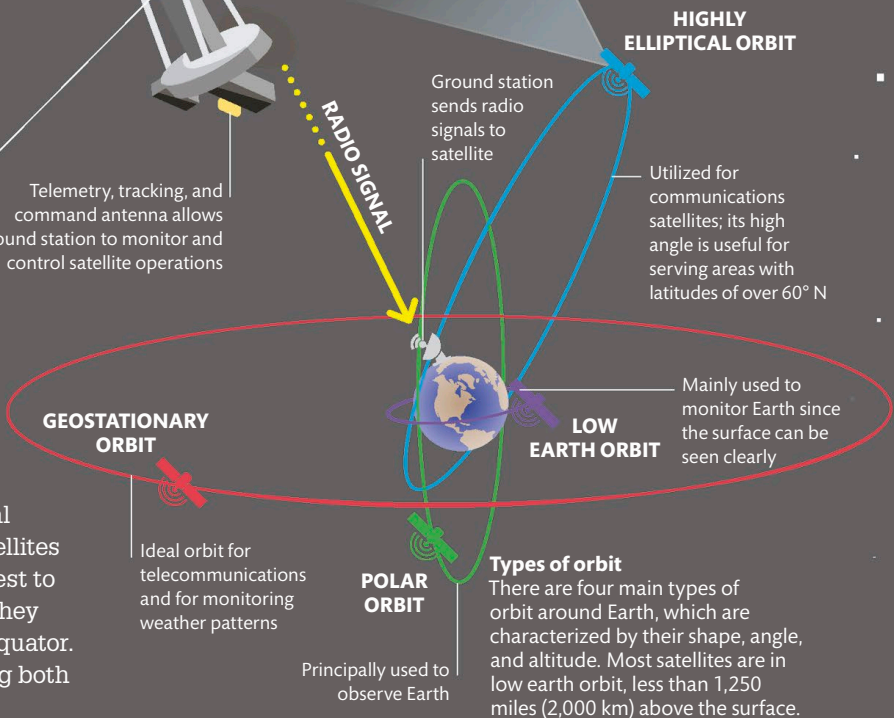 HIGHLY
ELLIPTICAL ORBIT
Ground station
sends radio
signals to
satellite
RADIO SIGNAL
Telemetry, tracking, and
command antenna allows
ound station to monitor and
control satellite operations
Utilized for
communications
satellites; its high
angle is useful for
serving areas with
latitudes of over 60° N
GEOSTATIONARY
ORBIT
LOW
EARTH ORBIT
Mainly used to
monitor Earth since
the surface can be
seen clearly
al
ellites
est to
hey
quator.
g both
Ideal orbit for
telecommunications
and for monitoring
weather patterns
POLAR
ORBIT
Principally used to
observe Earth
Types of orbit
There are four main types of
orbit around Earth, which are
characterized by their shape, angle,
and altitude. Most satellites are in
low earth orbit, less than 1,250
miles (2,000 km) above the surface.